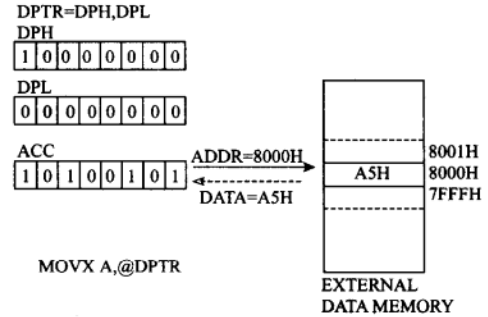 DPTR=DPH,DPL
DPH
1 0 0 0 0 0 0 0
DPL
0 0 0 0 0 0 0 0
ACC
1 0 1 0 0 1 0 1
ADDR=8000H
DATA=A5H
8001H
A5H 8000H
7FFFH
MOVX A,@DPTR
EXTERNAL
DATA MEMORY